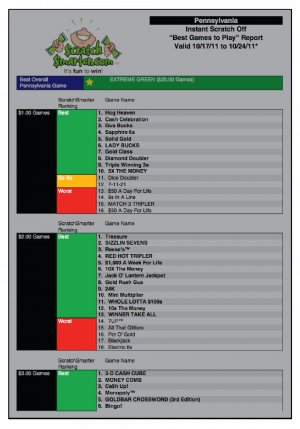 Pennsylvania
Instant Scratch Off
"Best Games to Play" Report
Valid 10/17/11 to 10/24/11*
Scratch
Smarter.com
It's fun to win!
Best Overall
Pennsylvania Game
EXTREME GREEN ($20.00 Games)
ScratchSmarter
Ranking
Game Name
$1.00 Games
Best
1. Hog Heaven
2. Cash Celebration
3. Gus Bucks
4. Sapphire 6s
5. Solid Gold
6. LADY BUCKS
7. Gold Class
8. Diamond Doubler
9. Triple Winning 3s
10. 5X THE MONEY
So So
11. Dice Doubler
12. 7-11-21
Worst
13. $50 A Day For Life
14. 9s In A Line
15. MATCH 3 TRIPLER
16. $50 A Day For Life
ScratchSmarter
Ranking
Game Name
$2.00 Games
Best
1. Treasure
2. SIZZLIN SEVENS
3. Reese's™
4. RED HOT TRIPLER
5. $1,000 A Week For Life
6. 10X The Money
7. Jack O' Lantern Jackpot
8. Gold Rush Gus
9. 24K
10. Mini Multiplier
11. WHOLE LOTTA $100s
12. 10x The Money
13. WINNER TAKE ALL
Worst
14. 7UP™
15. All That Glitters
16. Pot O' Gold
17. Blackjack
18. Electric 8s
ScratchSmarter
Ranking
Game Name
$3.00 Games
Best
1. 3-D CASH CUBE
2. MONEY COMB
3. Ca$h Up!
4. Monopoly™
5. GOLDBAR CROSSWORD (3rd Edition)
6. Bingo!